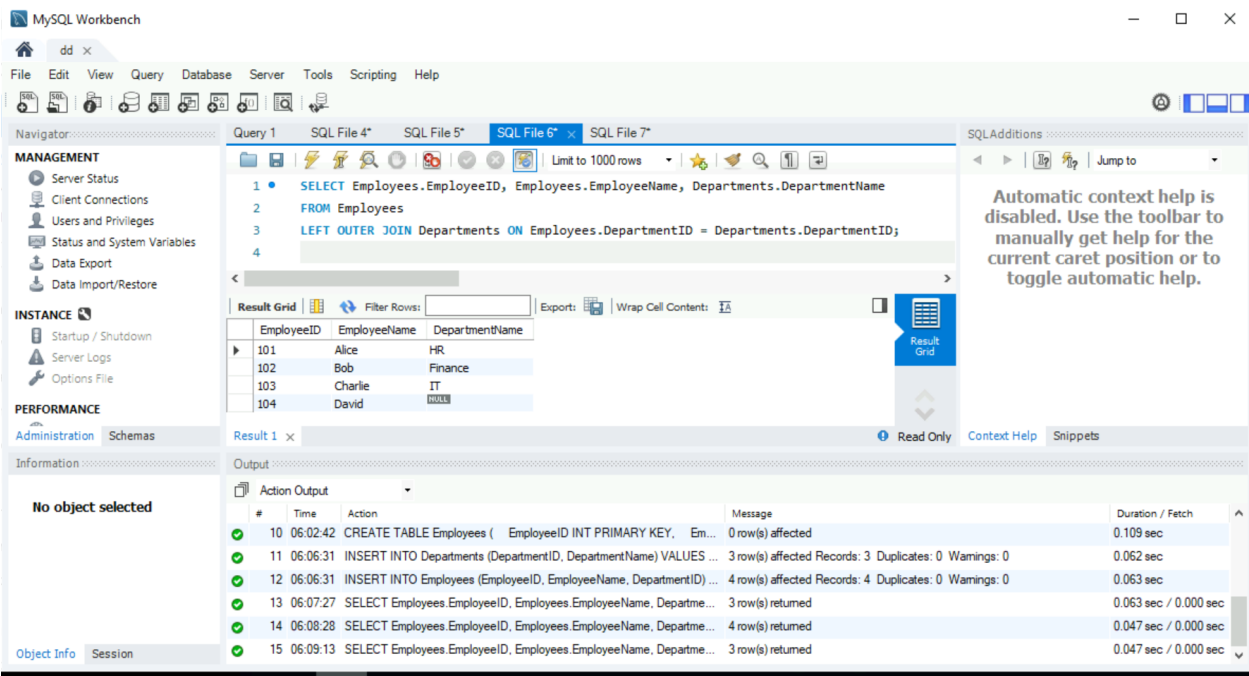 MySQL Workbench
dd
File Edit View Query Database Server Tools Scripting Help
Navigator
MANAGEMENT
Server Status
Client Connections
Users and Privileges
Status and System Variables
Data Export
Data Import/Restore
INSTANCE
Startup / Shutdown
Server Logs
Options File
PERFORMANCE
Administration Schemas
Information
No object selected
Object Info Session
Query 1 SQL File 4* SQL File 5* SQL File 6* SQL File 7*
Limit to 1000 rows
1 SELECT Employees.EmployeeID, Employees.EmployeeName, Departments.DepartmentName
2 FROM Employees
3 LEFT OUTER JOIN Departments ON Employees.DepartmentID = Departments.DepartmentID;
4
Result Grid Filter Rows: Export: Wrap Cell Content:
EmployeeID EmployeeName DepartmentName
101 Alice HR
102 Bob Finance
103 Charlie IT
104 David NULL
Result Grid
Result 1 Read Only
SQLAdditions
Jump to
Automatic context help is
disabled. Use the toolbar to
manually get help for the
current caret position or to
toggle automatic help.
Context Help Snippets
Output
Action Output
# Time Action Message Duration / Fetch
10 06:02:42 CREATE TABLE Employees ( EmployeeID INT PRIMARY KEY, Em... 0 row(s) affected 0.109 sec
11 06:06:31 INSERT INTO Departments (DepartmentID, DepartmentName) VALUES ... 3 row(s) affected Records: 3 Duplicates: 0 Warnings: 0 0.062 sec
12 06:06:31 INSERT INTO Employees (EmployeeID, EmployeeName, DepartmentID) ... 4 row(s) affected Records: 4 Duplicates: 0 Warnings: 0 0.063 sec
13 06:07:27 SELECT Employees.EmployeeID, Employees.EmployeeName, Departme... 3 row(s) returned 0.063 sec / 0.000 sec
14 06:08:28 SELECT Employees.EmployeeID, Employees.EmployeeName, Departme... 4 row(s) returned 0.047 sec / 0.000 sec
15 06:09:13 SELECT Employees.EmployeeID, Employees.EmployeeName, Departme... 3 row(s) returned 0.047 sec / 0.000 sec